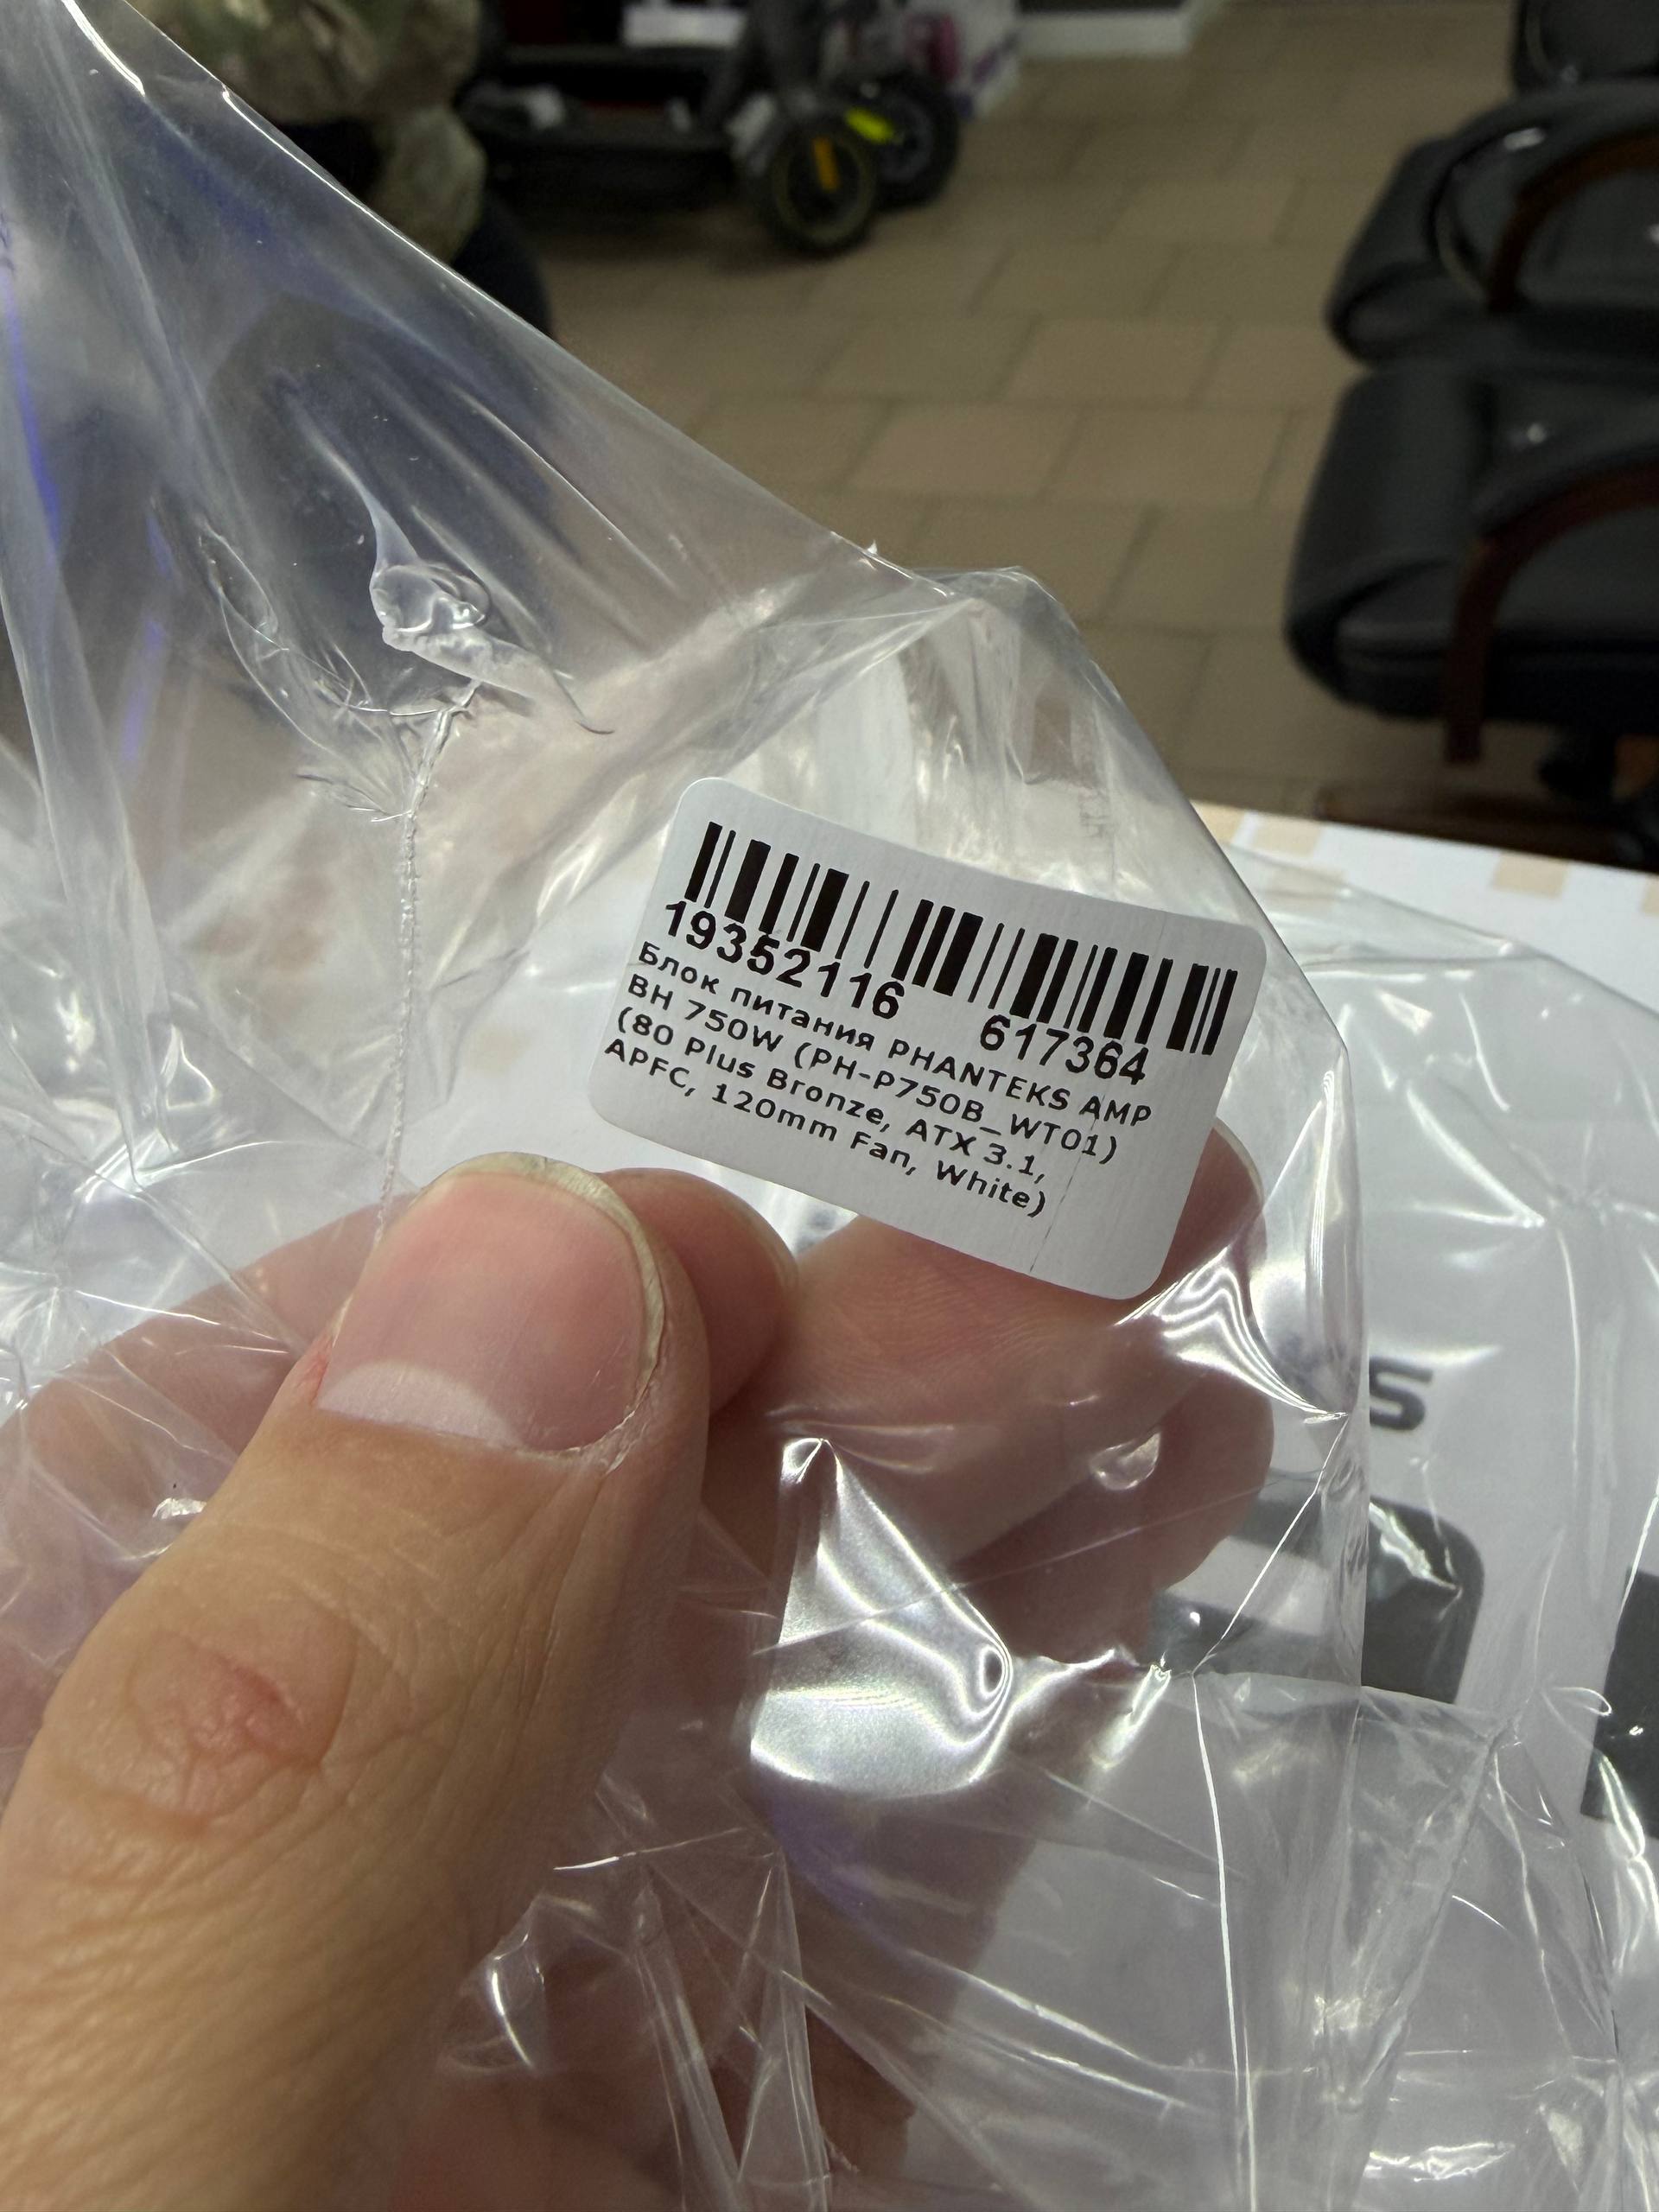 19352116 617364
Блок питания PHANTEKS AMP
BH 750W (PH-P750B_WT01)
(80 Plus Bronze, ATX 3.1,
APFC, 120mm Fan, White)
S